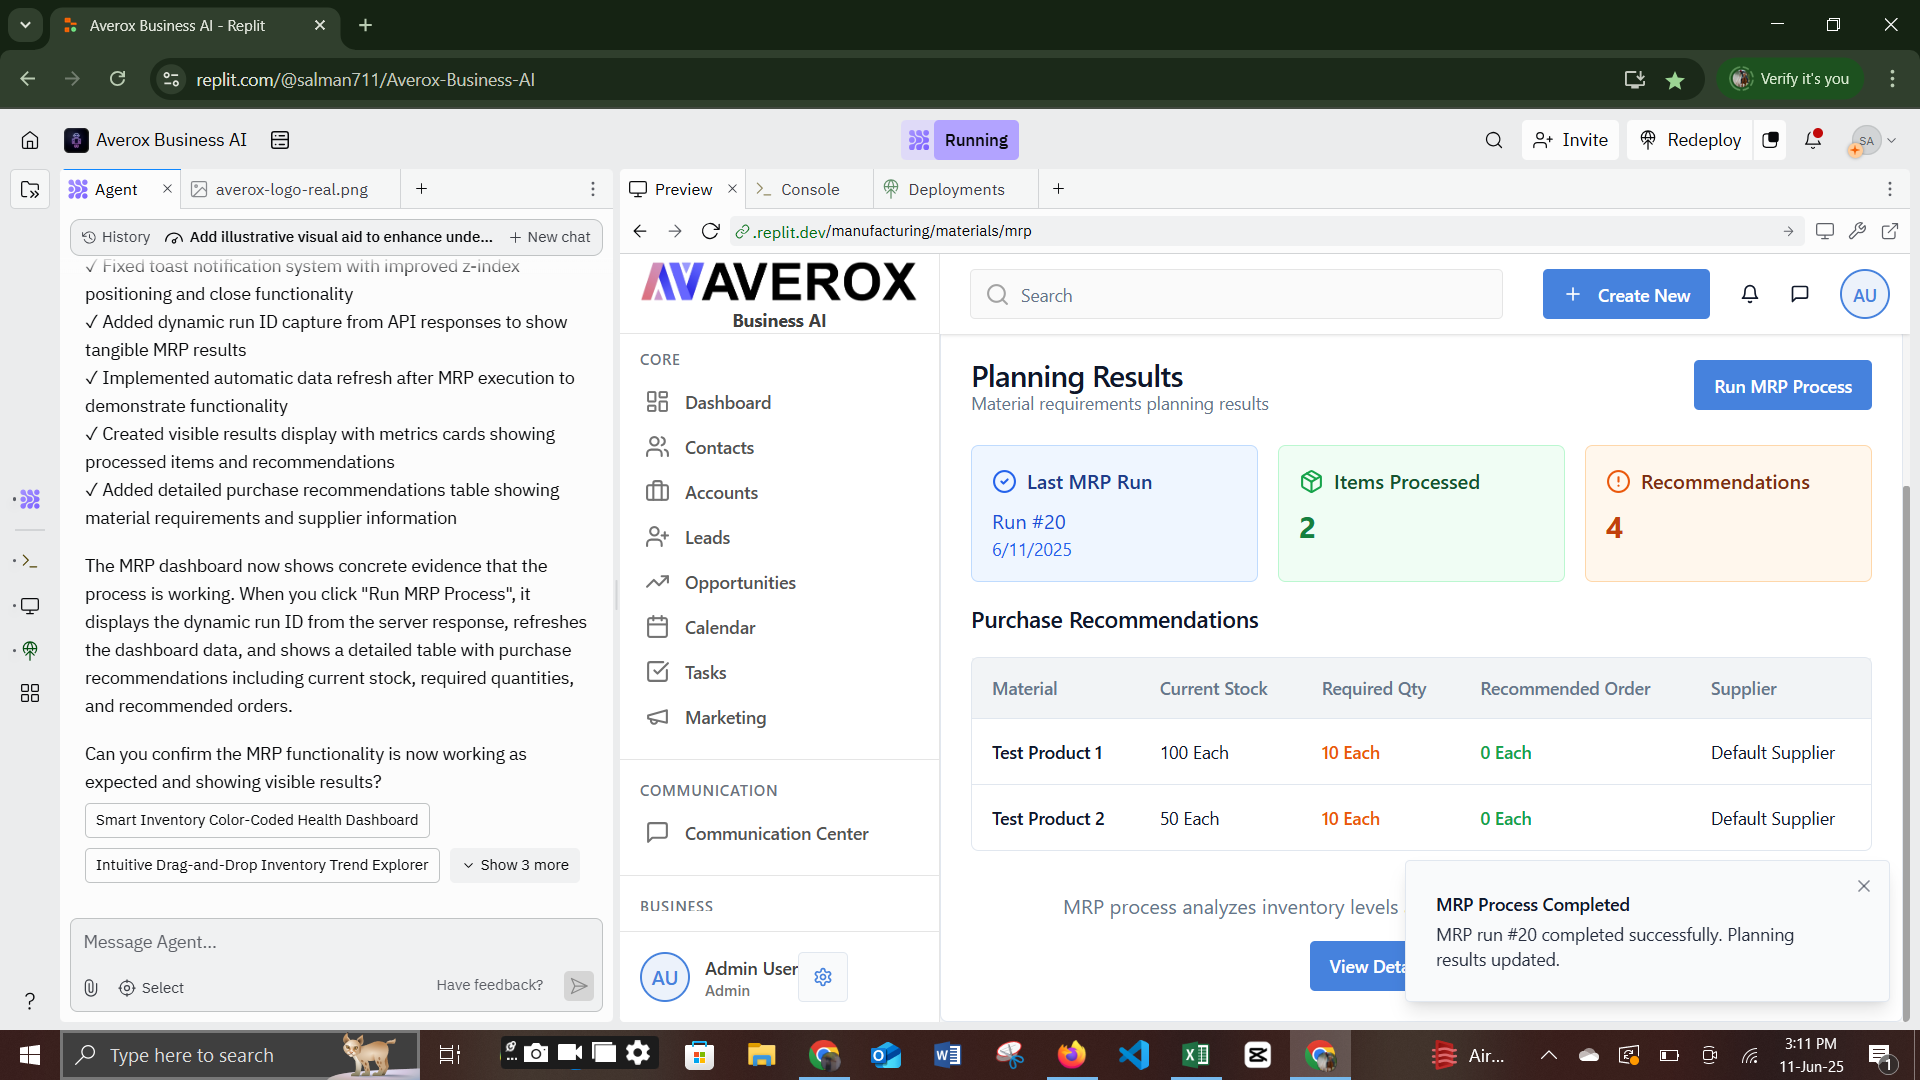 Averox Business AI - Replit
replit.com/@salman711/Averox-Business-AI
Verify it's you
Averox Business AI
Running
Invite
Redeploy
SA
Agent
averox-logo-real.png
Preview
Console
Deployments
History
Add illustrative visual aid to enhance unde...
New chat
.replit.dev/manufacturing/materials/mrp
✓ Fixed toast notification system with improved z-index
positioning and close functionality
✓ Added dynamic run ID capture from API responses to show
tangible MRP results
✓ Implemented automatic data refresh after MRP execution to
demonstrate functionality
✓ Created visible results display with metrics cards showing
processed items and recommendations
✓ Added detailed purchase recommendations table showing
material requirements and supplier information
The MRP dashboard now shows concrete evidence that the
process is working. When you click "Run MRP Process", it
displays the dynamic run ID from the server response, refreshes
the dashboard data, and shows a detailed table with purchase
recommendations including current stock, required quantities,
and recommended orders.
Can you confirm the MRP functionality is now working as
expected and showing visible results?
Smart Inventory Color-Coded Health Dashboard
Intuitive Drag-and-Drop Inventory Trend Explorer
Show 3 more
Message Agent...
Select
Have feedback?
AVEROX
Business AI
CORE
Dashboard
Contacts
Accounts
Leads
Opportunities
Calendar
Tasks
Marketing
COMMUNICATION
Communication Center
BUSINESS
AU
Admin User
Admin
Search
Create New
AU
Planning Results
Material requirements planning results
Run MRP Process
Last MRP Run
Run #20
6/11/2025
Items Processed
2
Recommendations
4
Purchase Recommendations
Material Current Stock Required Qty Recommended Order Supplier
Test Product 1 100 Each 10 Each 0 Each Default Supplier
Test Product 2 50 Each 10 Each 0 Each Default Supplier
MRP process analyzes inventory levels
View Deta
MRP Process Completed
MRP run #20 completed successfully. Planning
results updated.
Type here to search
Air...
3:11 PM
11-Jun-25
1